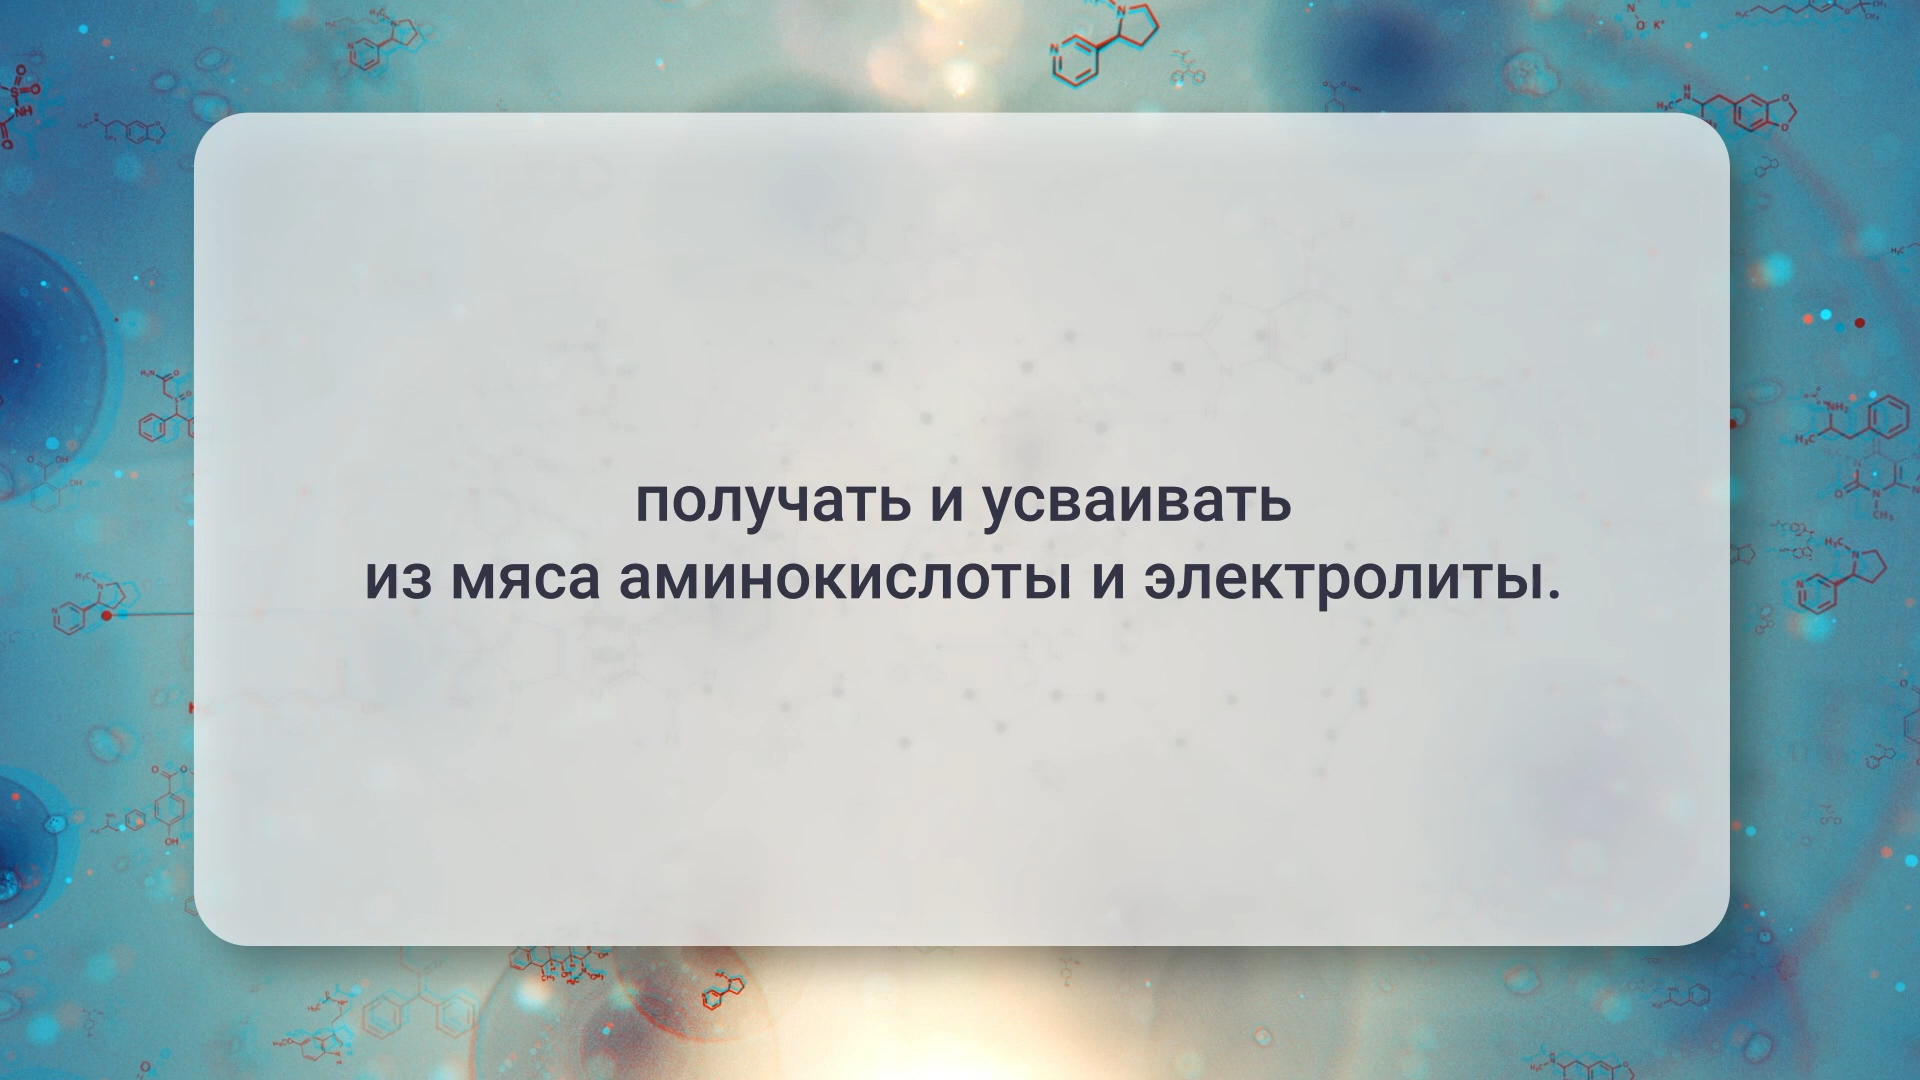 получать и усваивать
из мяса аминокислоты и электролиты.